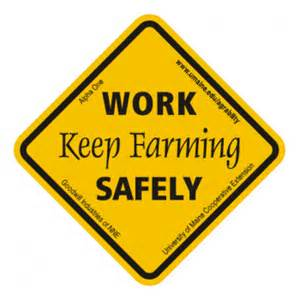 Alpha One
www.umaine.edu/agrability
WORK
Keep Farming
SAFELY
Goodwill Industries of NNE
University of Maine Cooperative Extension